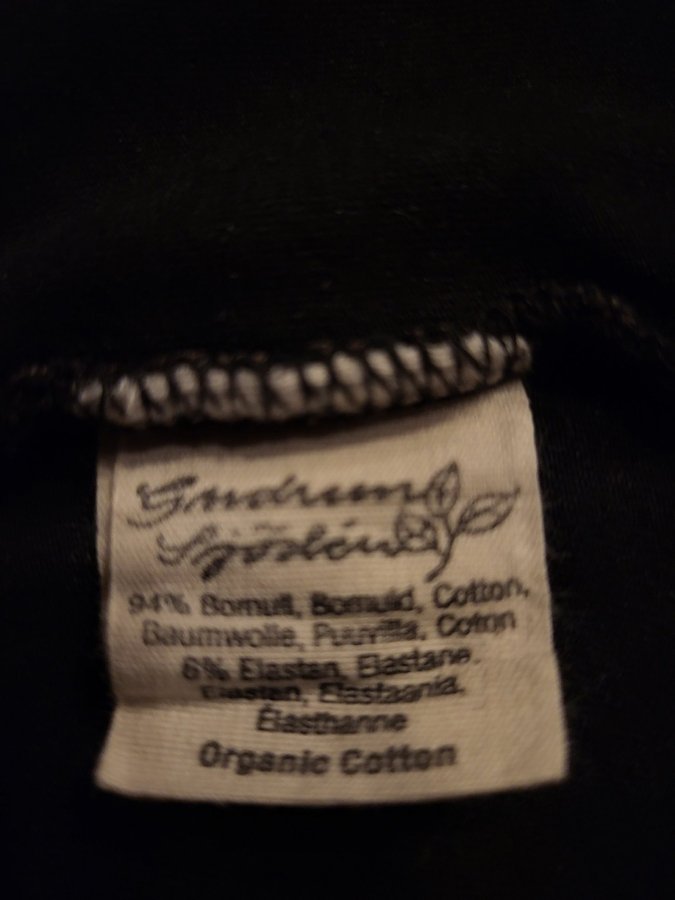 Gudrun
Sjödén
94% Bomull, Bomuld, Cotton,
Baumwolle, Puuvilla, Coton
6% Elastan, Elastane.
Elastan, Elastaania.
Élasthanne
Organic Cotton